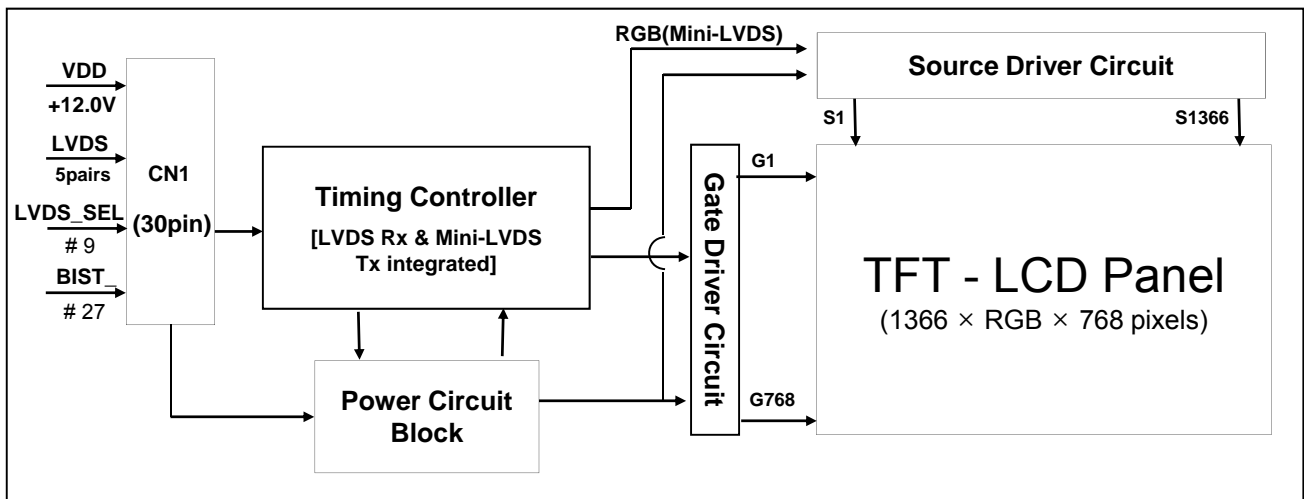 VDD
+12.0V
LVDS
5pairs
LVDS_SEL
# 9
BIST_
# 27
CN1
(30pin)
Timing Controller
[LVDS Rx & Mini-LVDS
Tx integrated]
Power Circuit
Block
RGB(Mini-LVDS)
Source Driver Circuit
S1
S1366
Gate Driver Circuit
G1
G768
TFT - LCD Panel
(1366 × RGB × 768 pixels)